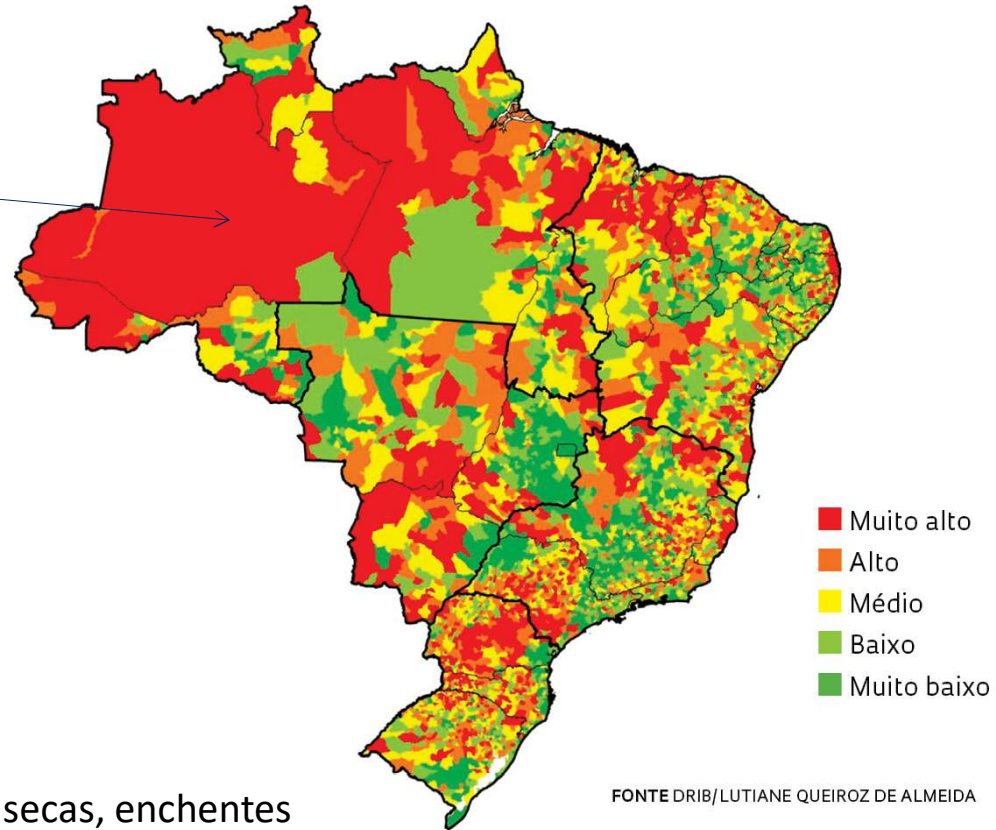 Muito alto
Alto
Médio
Baixo
Muito baixo
secas, enchentes
FONTE DRIB/LUTIANE QUEIROZ DE ALMEIDA